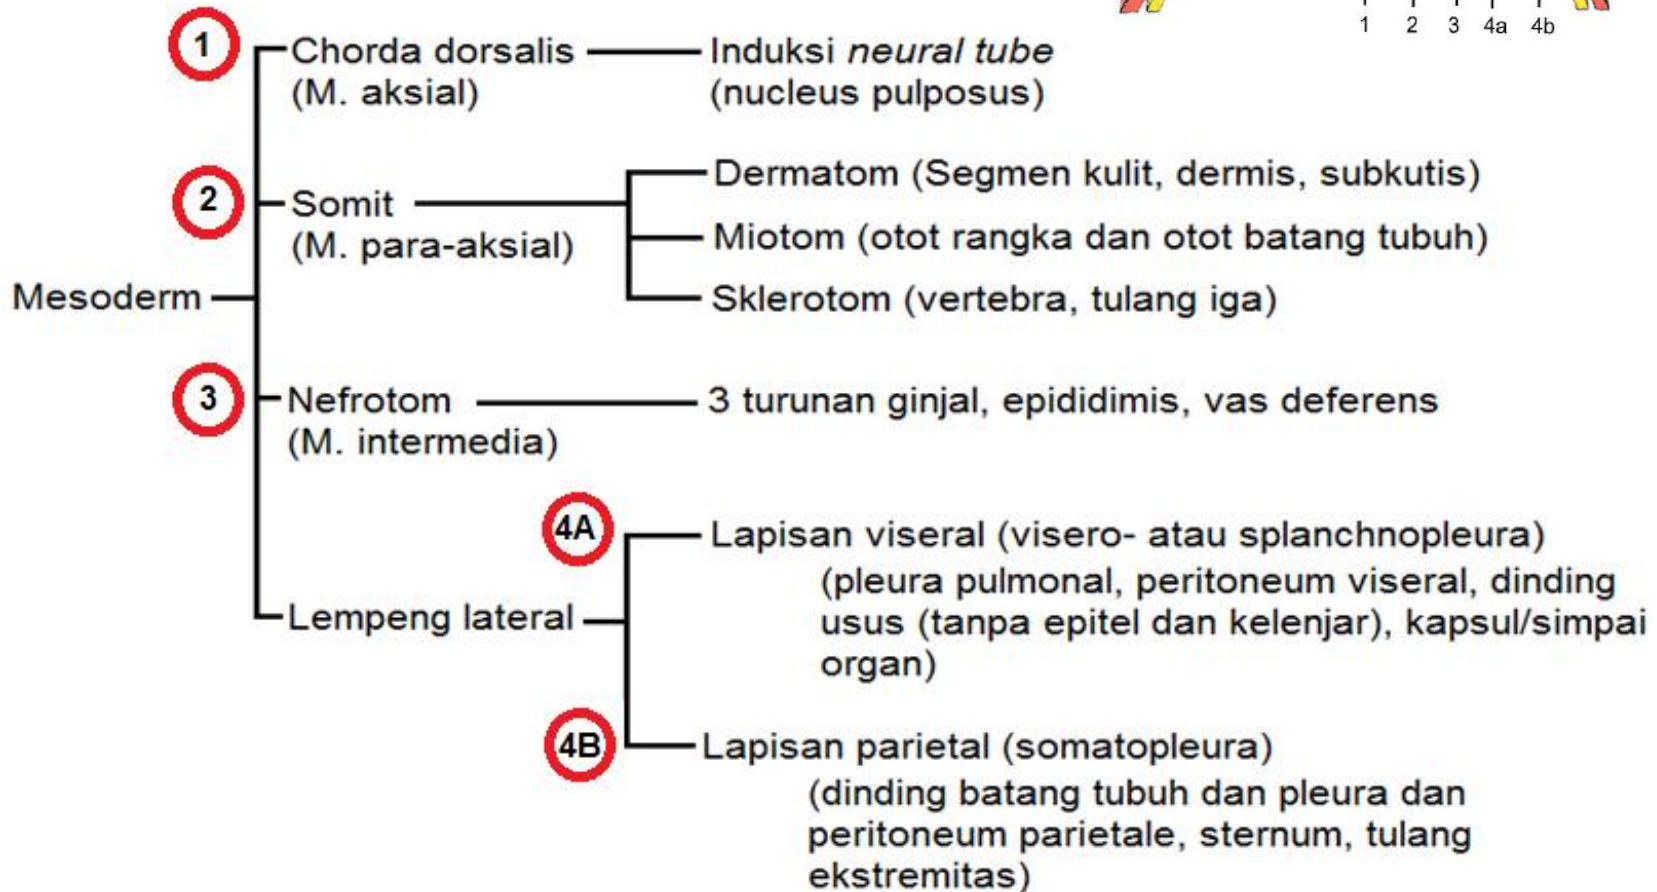 1 2 3 4a 4b
1 Chorda dorsalis Induksi neural tube
(M. aksial) (nucleus pulposus)
Dermatom (Segmen kulit, dermis, subkutis)
2 Somit
(M. para-aksial)
Miotom (otot rangka dan otot batang tubuh)
Sklerotom (vertebra, tulang iga)
Mesoderm
3 Nefrotom 3 turunan ginjal, epididimis, vas deferens
(M. intermedia)
4A Lapisan viseral (visero- atau splanchnopleura)
(pleura pulmonal, peritoneum viseral, dinding
usus (tanpa epitel dan kelenjar), kapsul/simpai
organ)
Lempeng lateral
4B Lapisan parietal (somatopleura)
(dinding batang tubuh dan pleura dan
peritoneum parietale, sternum, tulang
ekstremitas)